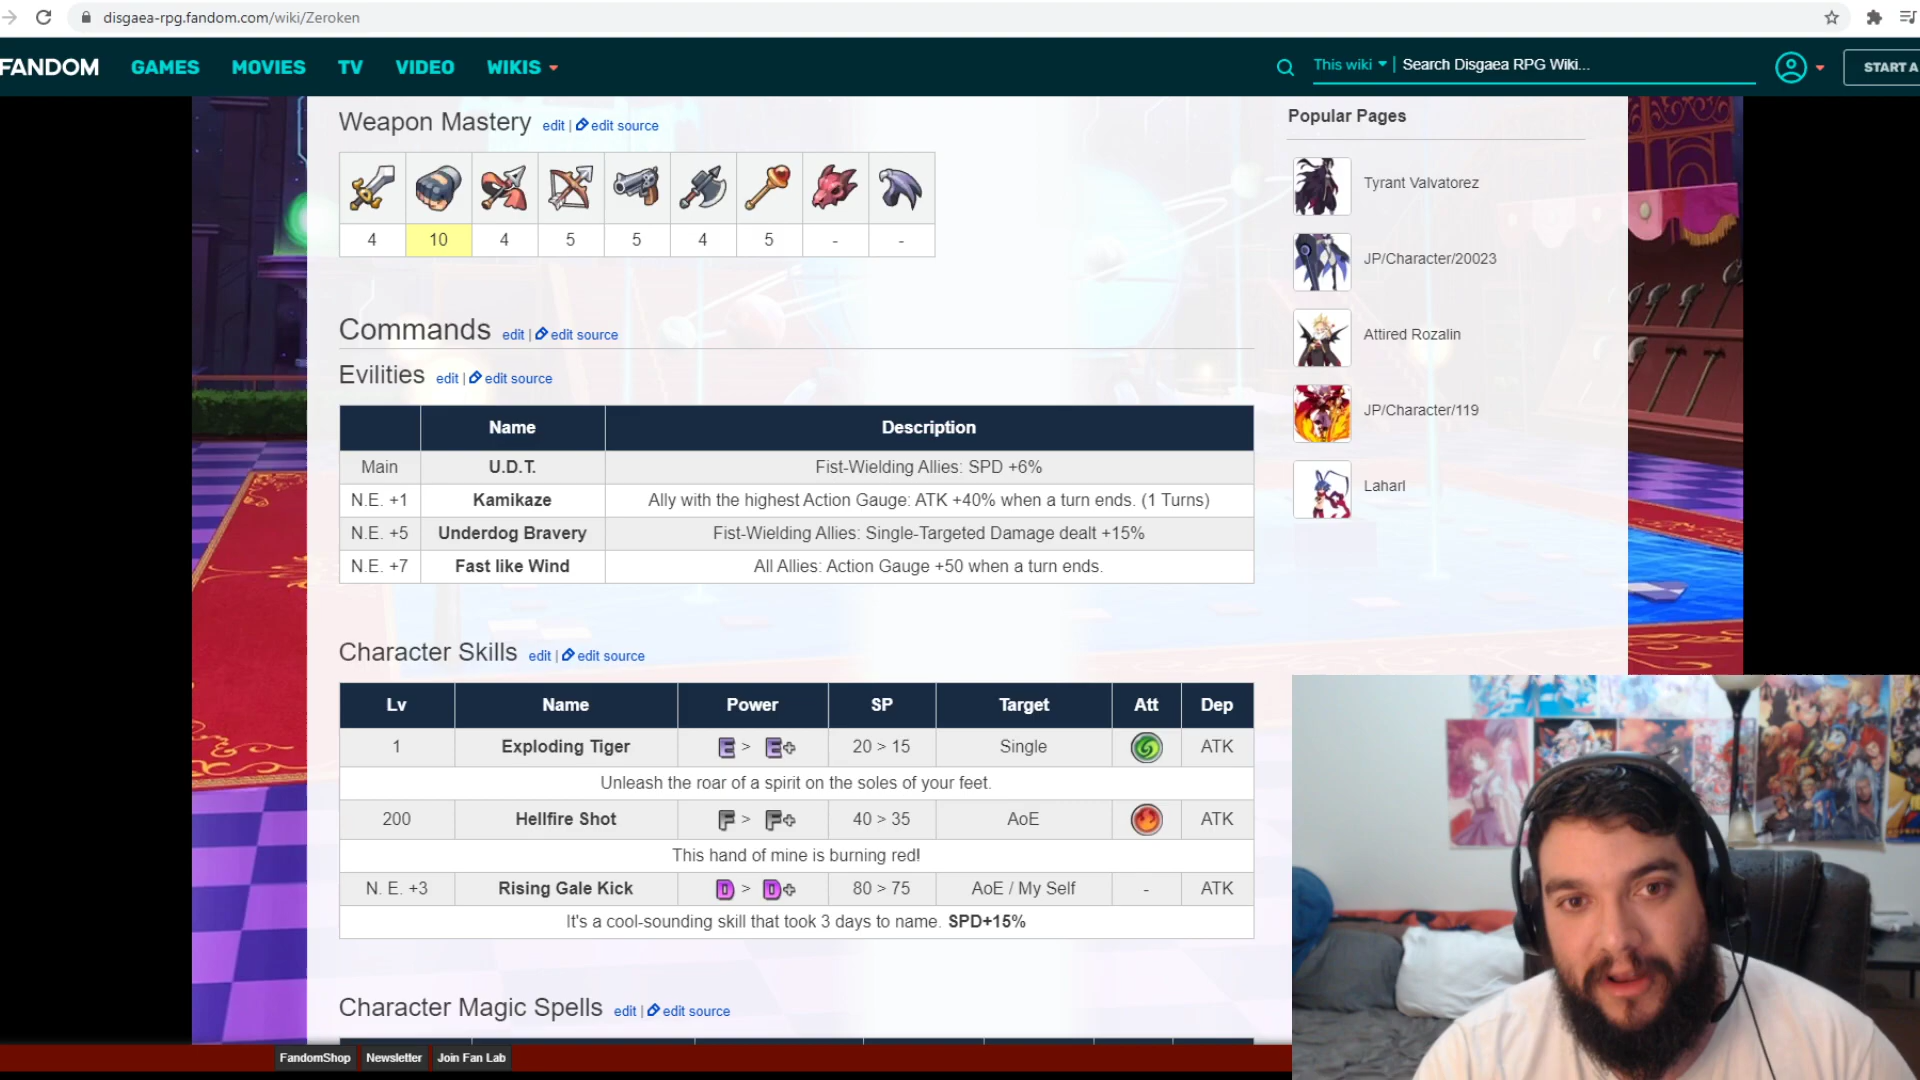 disgaea-rpg.fandom.com/wiki/Zeroken
FANDOM GAMES MOVIES TV VIDEO WIKIS This wiki Search Disgaea RPG Wiki... START A
Weapon Mastery edit | edit source
4 10 4 5 5 4 5 - -
Commands edit | edit source
Evilities edit | edit source
Name Description
Main U.D.T. Fist-Wielding Allies: SPD +6%
N.E. +1 Kamikaze Ally with the highest Action Gauge: ATK +40% when a turn ends. (1 Turns)
N.E. +5 Underdog Bravery Fist-Wielding Allies: Single-Targeted Damage dealt +15%
N.E. +7 Fast like Wind All Allies: Action Gauge +50 when a turn ends.
Character Skills edit | edit source
Lv Name Power SP Target Att Dep
1 Exploding Tiger E > E+ 20 > 15 Single ATK
Unleash the roar of a spirit on the soles of your feet.
200 Hellfire Shot F > F+ 40 > 35 AoE ATK
This hand of mine is burning red!
N. E. +3 Rising Gale Kick D > D+ 80 > 75 AoE / My Self - ATK
It's a cool-sounding skill that took 3 days to name. SPD+15%
Character Magic Spells edit | edit source
Popular Pages
Tyrant Valvatorez
JP/Character/20023
Attired Rozalin
JP/Character/119
Laharl
FandomShop Newsletter Join Fan Lab